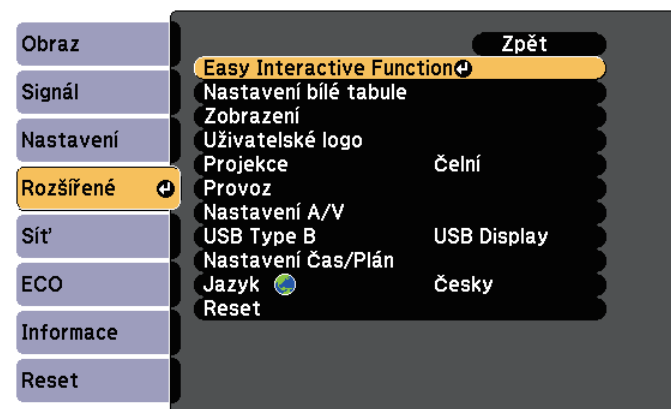 Obraz
Signál
Nastavení
Rozšířené
Síť
ECO
Informace
Reset
Zpět
Easy Interactive Function
Nastavení bílé tabule
Zobrazení
Uživatelské logo
Projekce Čelní
Provoz
Nastavení A/V
USB Type B USB Display
Nastavení Čas/Plán
Jazyk Česky
Reset